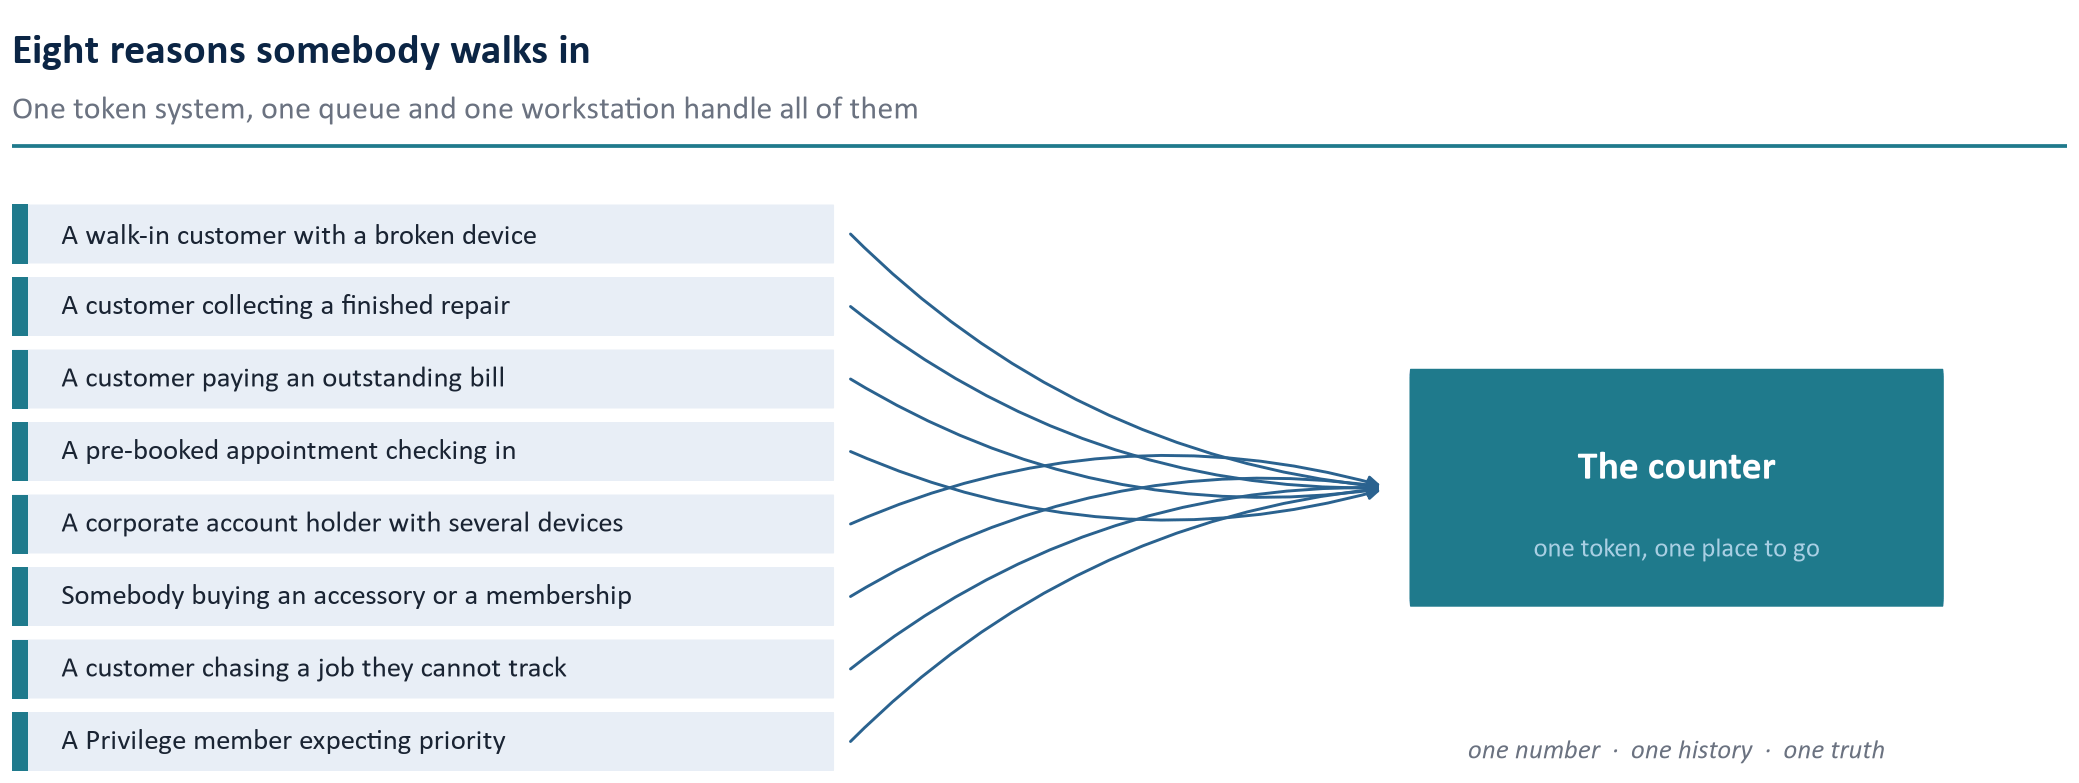 Eight reasons somebody walks in
One token system, one queue and one workstation handle all of them
A walk-in customer with a broken device
A customer collecting a finished repair
A customer paying an outstanding bill
A pre-booked appointment checking in
A corporate account holder with several devices
Somebody buying an accessory or a membership
A customer chasing a job they cannot track
A Privilege member expecting priority
The counter
one token, one place to go
one number · one history · one truth